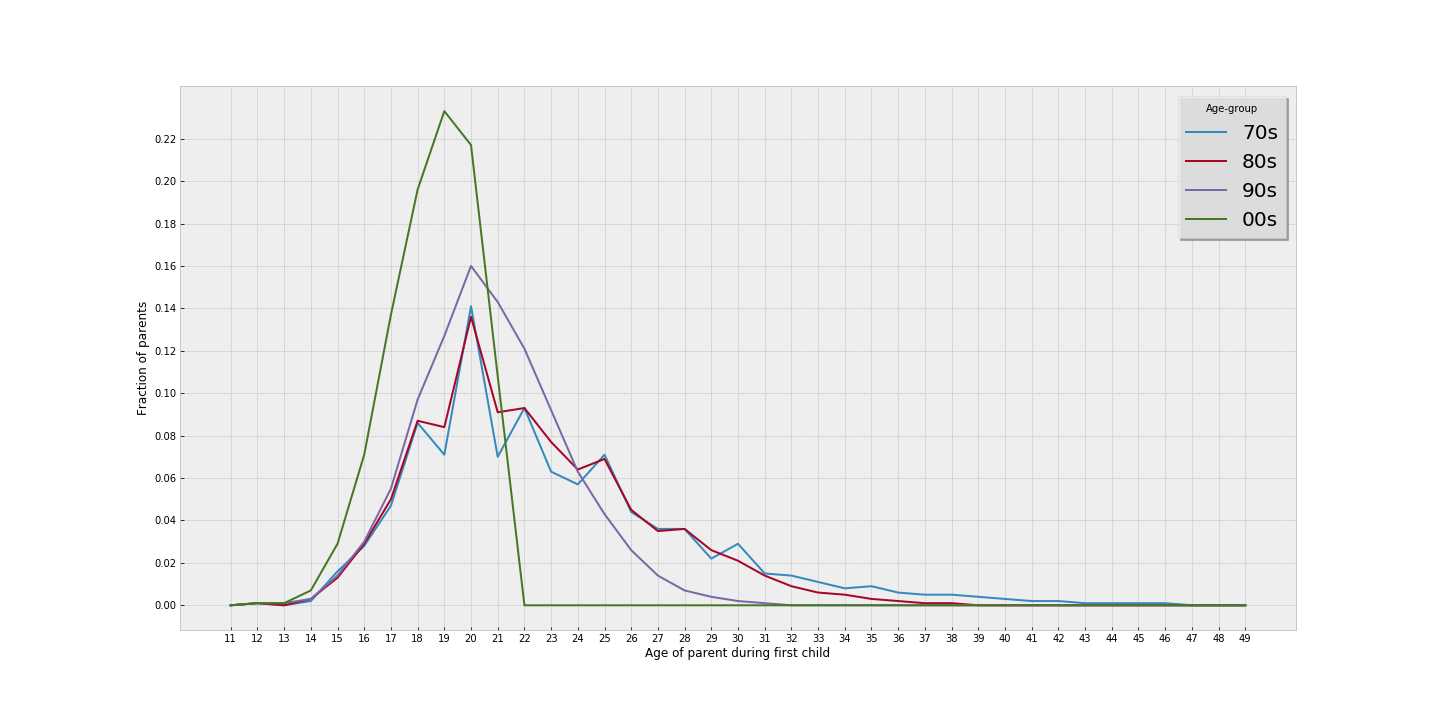 Age-group
70s
80s
90s
00s
0.22
0.20
0.18
0.16
0.14
0.12
0.10
0.08
0.06
0.04
0.02
0.00
Fraction of parents
11 12 13 14 15 16 17 18 19 20 21 22 23 24 25 26 27 28 29 30 31 32 33 34 35 36 37 38 39 40 41 42 43 44 45 46 47 48 49
Age of parent during first child